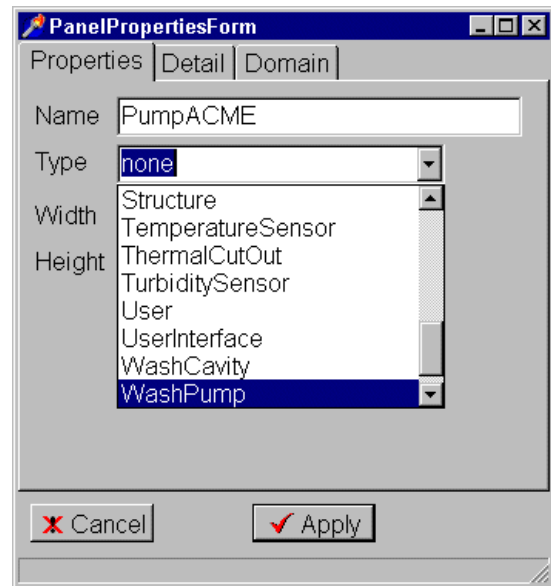 PanelPropertiesForm
Properties Detail Domain
Name PumpACME
Type none
Structure
TemperatureSensor
Width
ThermalCutOut
Height
TurbiditySensor
User
UserInterface
WashCavity
WashPump
Cancel Apply